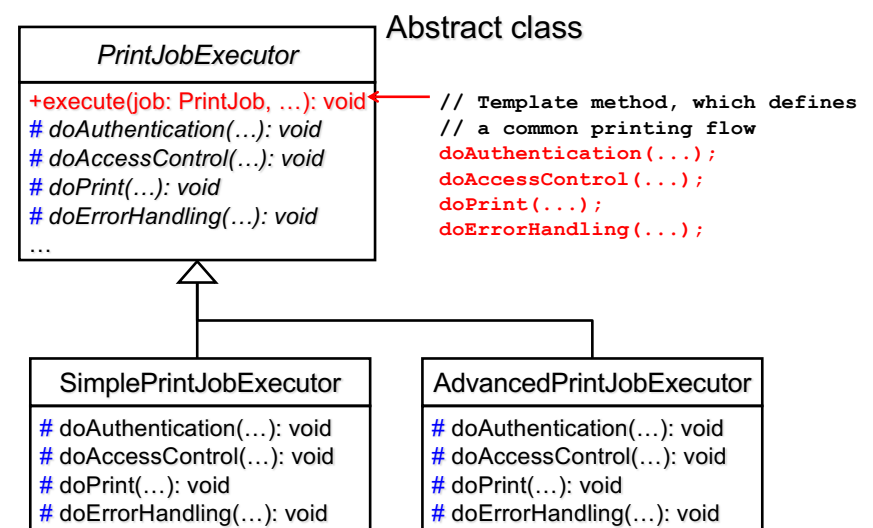 Abstract class
PrintJobExecutor
+execute(job: PrintJob, …): void
# doAuthentication(…): void
# doAccessControl(…): void
# doPrint(…): void
# doErrorHandling(…): void
…
// Template method, which defines
// a common printing flow
doAuthentication(...);
doAccessControl(...);
doPrint(...);
doErrorHandling(...);
SimplePrintJobExecutor
# doAuthentication(…): void
# doAccessControl(…): void
# doPrint(…): void
# doErrorHandling(…): void
AdvancedPrintJobExecutor
# doAuthentication(…): void
# doAccessControl(…): void
# doPrint(…): void
# doErrorHandling(…): void